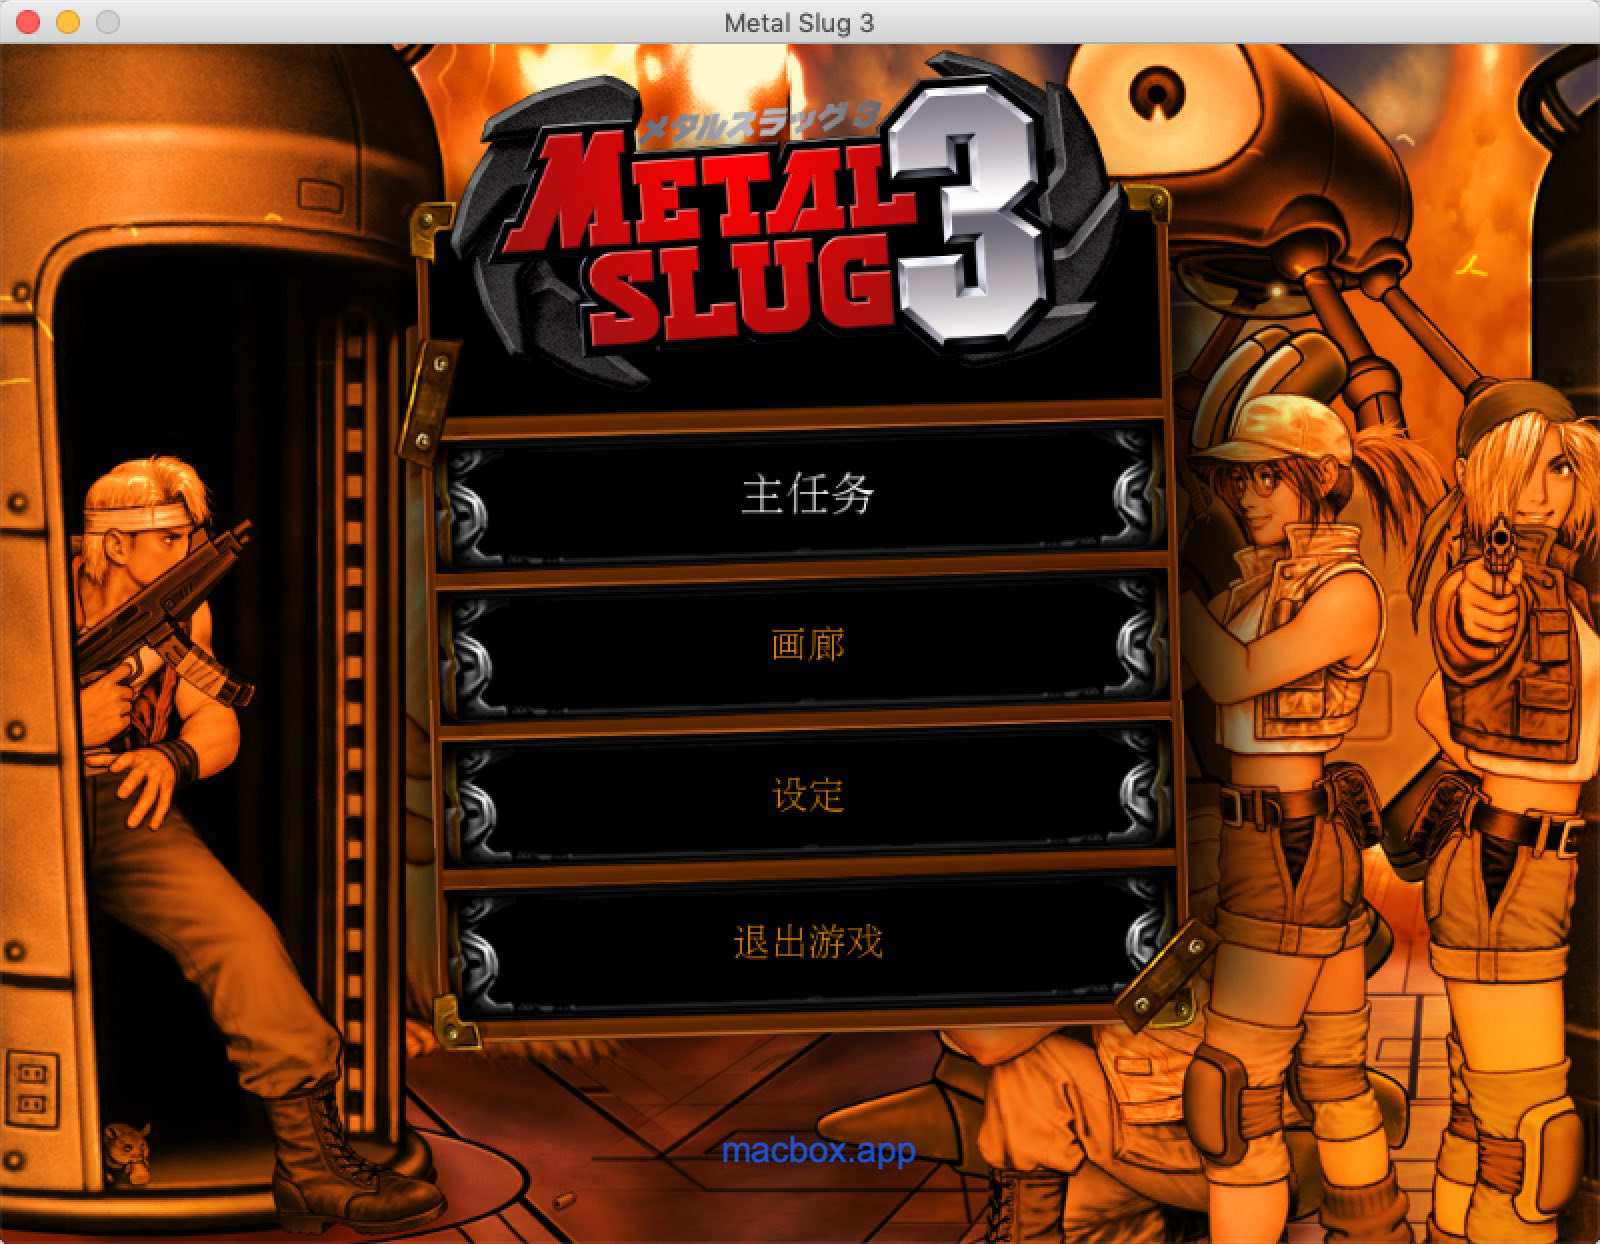 Metal Slug 3
メタルスラッグ3
METAL
SLUG 3
主任务
画廊
设定
退出游戏
macbox.app